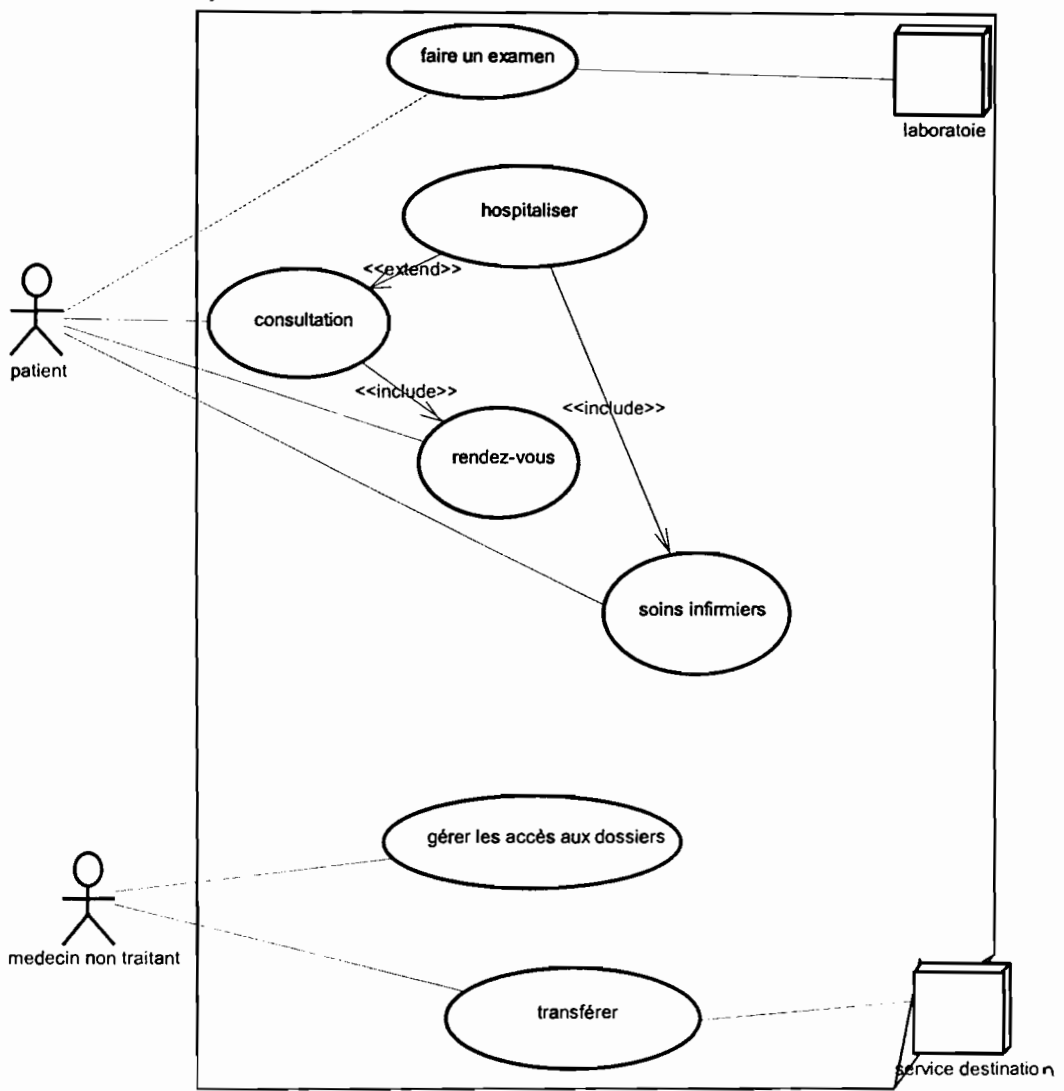 faire un examen
laboratoie
hospitaliser
<<extend>>
consultation
patient
<<include>>
<<include>>
rendez-vous
soins infirmiers
gérer les accès aux dossiers
medecin non traitant
transférer
service destination